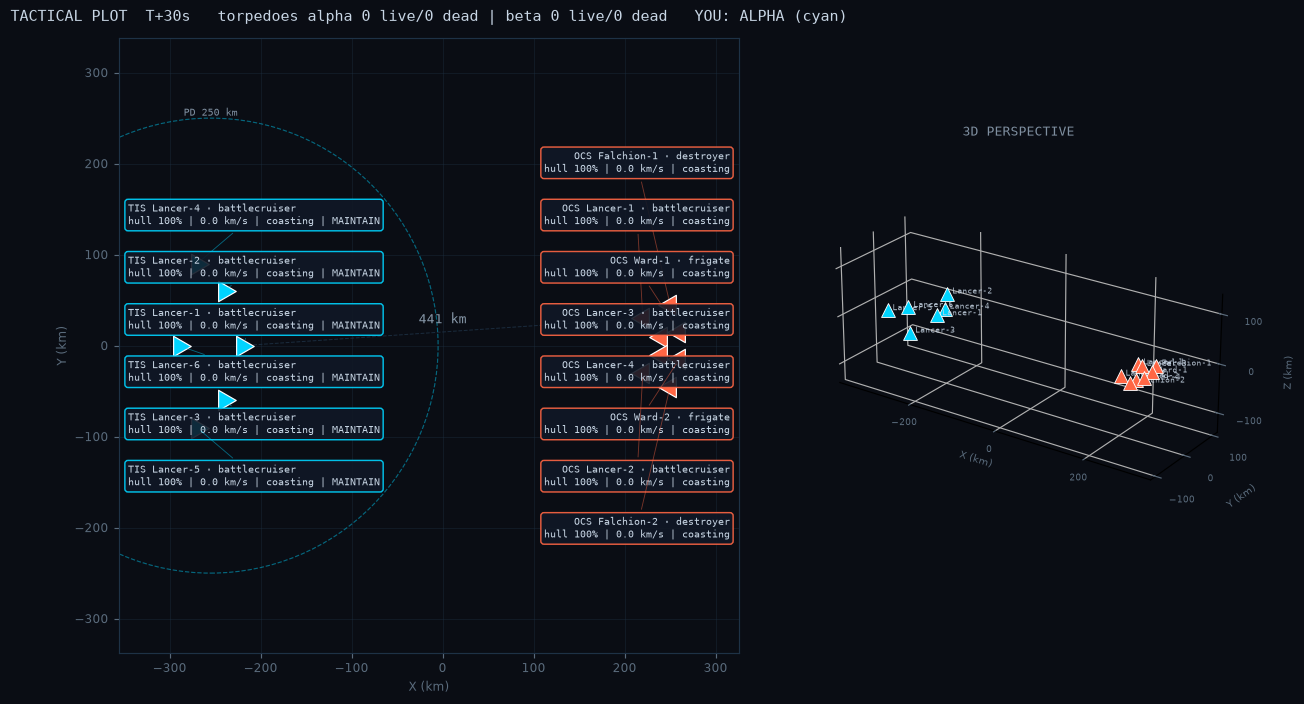 TACTICAL PLOT  T+30s   torpedoes alpha 0 live/0 dead | beta 0 live/0 dead   YOU: ALPHA (cyan)
PD 250 km
TIS Lancer-4 · battlecruiser
hull 100% | 0.0 km/s | coasting | MAINTAIN
TIS Lancer-2 · battlecruiser
hull 100% | 0.0 km/s | coasting | MAINTAIN
TIS Lancer-1 · battlecruiser
hull 100% | 0.0 km/s | coasting | MAINTAIN
TIS Lancer-6 · battlecruiser
hull 100% | 0.0 km/s | coasting | MAINTAIN
TIS Lancer-3 · battlecruiser
hull 100% | 0.0 km/s | coasting | MAINTAIN
TIS Lancer-5 · battlecruiser
hull 100% | 0.0 km/s | coasting | MAINTAIN
441 km
OCS Falchion-1 · destroyer
hull 100% | 0.0 km/s | coasting
OCS Lancer-1 · battlecruiser
hull 100% | 0.0 km/s | coasting
OCS Ward-1 · frigate
hull 100% | 0.0 km/s | coasting
OCS Lancer-3 · battlecruiser
hull 100% | 0.0 km/s | coasting
OCS Lancer-4 · battlecruiser
hull 100% | 0.0 km/s | coasting
OCS Ward-2 · frigate
hull 100% | 0.0 km/s | coasting
OCS Lancer-2 · battlecruiser
hull 100% | 0.0 km/s | coasting
OCS Falchion-2 · destroyer
hull 100% | 0.0 km/s | coasting
300
200
100
0
−100
−200
−300
Y (km)
−300
−200
−100
0
100
200
300
X (km)
3D PERSPECTIVE
Lancer-2
Lancer-4
Lancer-1
Lancer-3
−200
0
200
X (km)
−100
0
100
Y (km)
100
0
−100
Z (km)